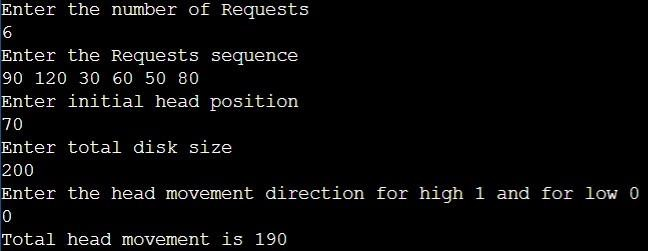 Enter the number of Requests
6
Enter the Requests sequence
90 120 30 60 50 80
Enter initial head position
70
Enter total disk size
200
Enter the head movement direction for high 1 and for low 0
0
Total head movement is 190